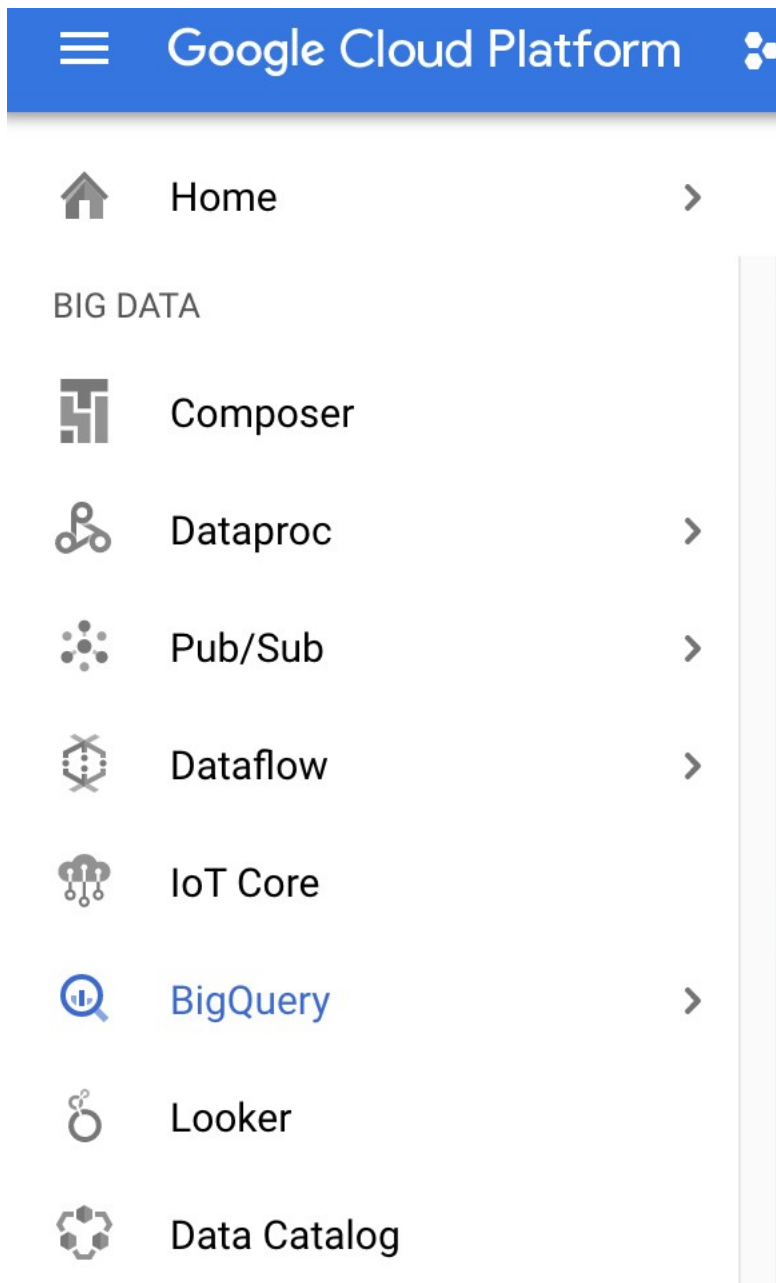 Google Cloud Platform
Home
BIG DATA
Composer
Dataproc
Pub/Sub
Dataflow
IoT Core
BigQuery
Looker
Data Catalog